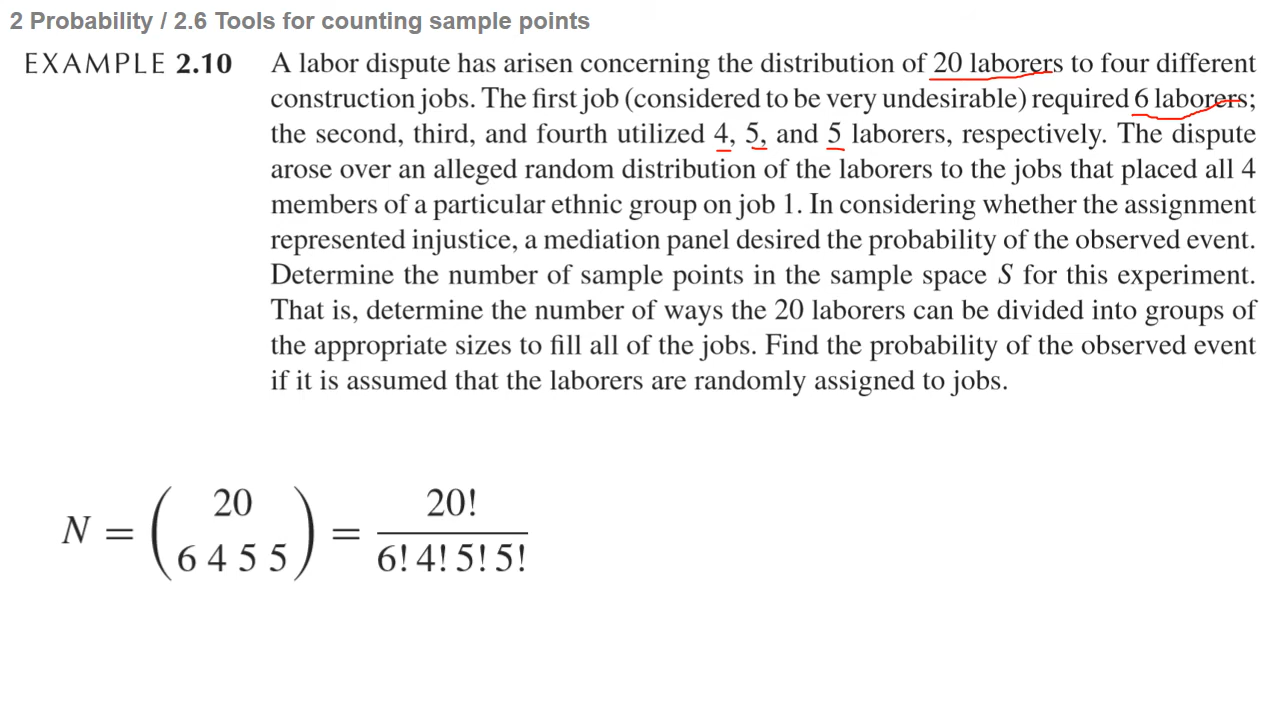 2 Probability / 2.6 Tools for counting sample points
EXAMPLE 2.10 A labor dispute has arisen concerning the distribution of 20 laborers to four different
construction jobs. The first job (considered to be very undesirable) required 6 laborers;
the second, third, and fourth utilized 4, 5, and 5 laborers, respectively. The dispute
arose over an alleged random distribution of the laborers to the jobs that placed all 4
members of a particular ethnic group on job 1. In considering whether the assignment
represented injustice, a mediation panel desired the probability of the observed event.
Determine the number of sample points in the sample space S for this experiment.
That is, determine the number of ways the 20 laborers can be divided into groups of
the appropriate sizes to fill all of the jobs. Find the probability of the observed event
if it is assumed that the laborers are randomly assigned to jobs.
20 20!
N = ( ) =
6 4 5 5 6! 4! 5! 5!